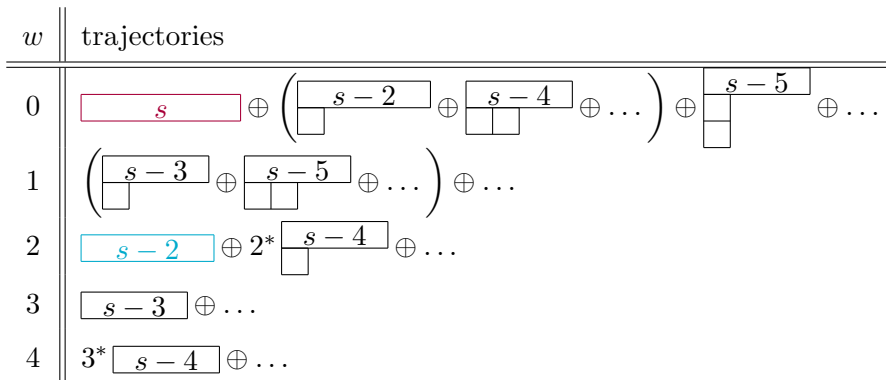 w trajectories
0 s ⊕ ( s − 2 ⊕ s − 4 ⊕ … ) ⊕ s − 5 ⊕ …
1 ( s − 3 ⊕ s − 5 ⊕ … ) ⊕ …
2 s − 2 ⊕ 2* s − 4 ⊕ …
3 s − 3 ⊕ …
4 3* s − 4 ⊕ …